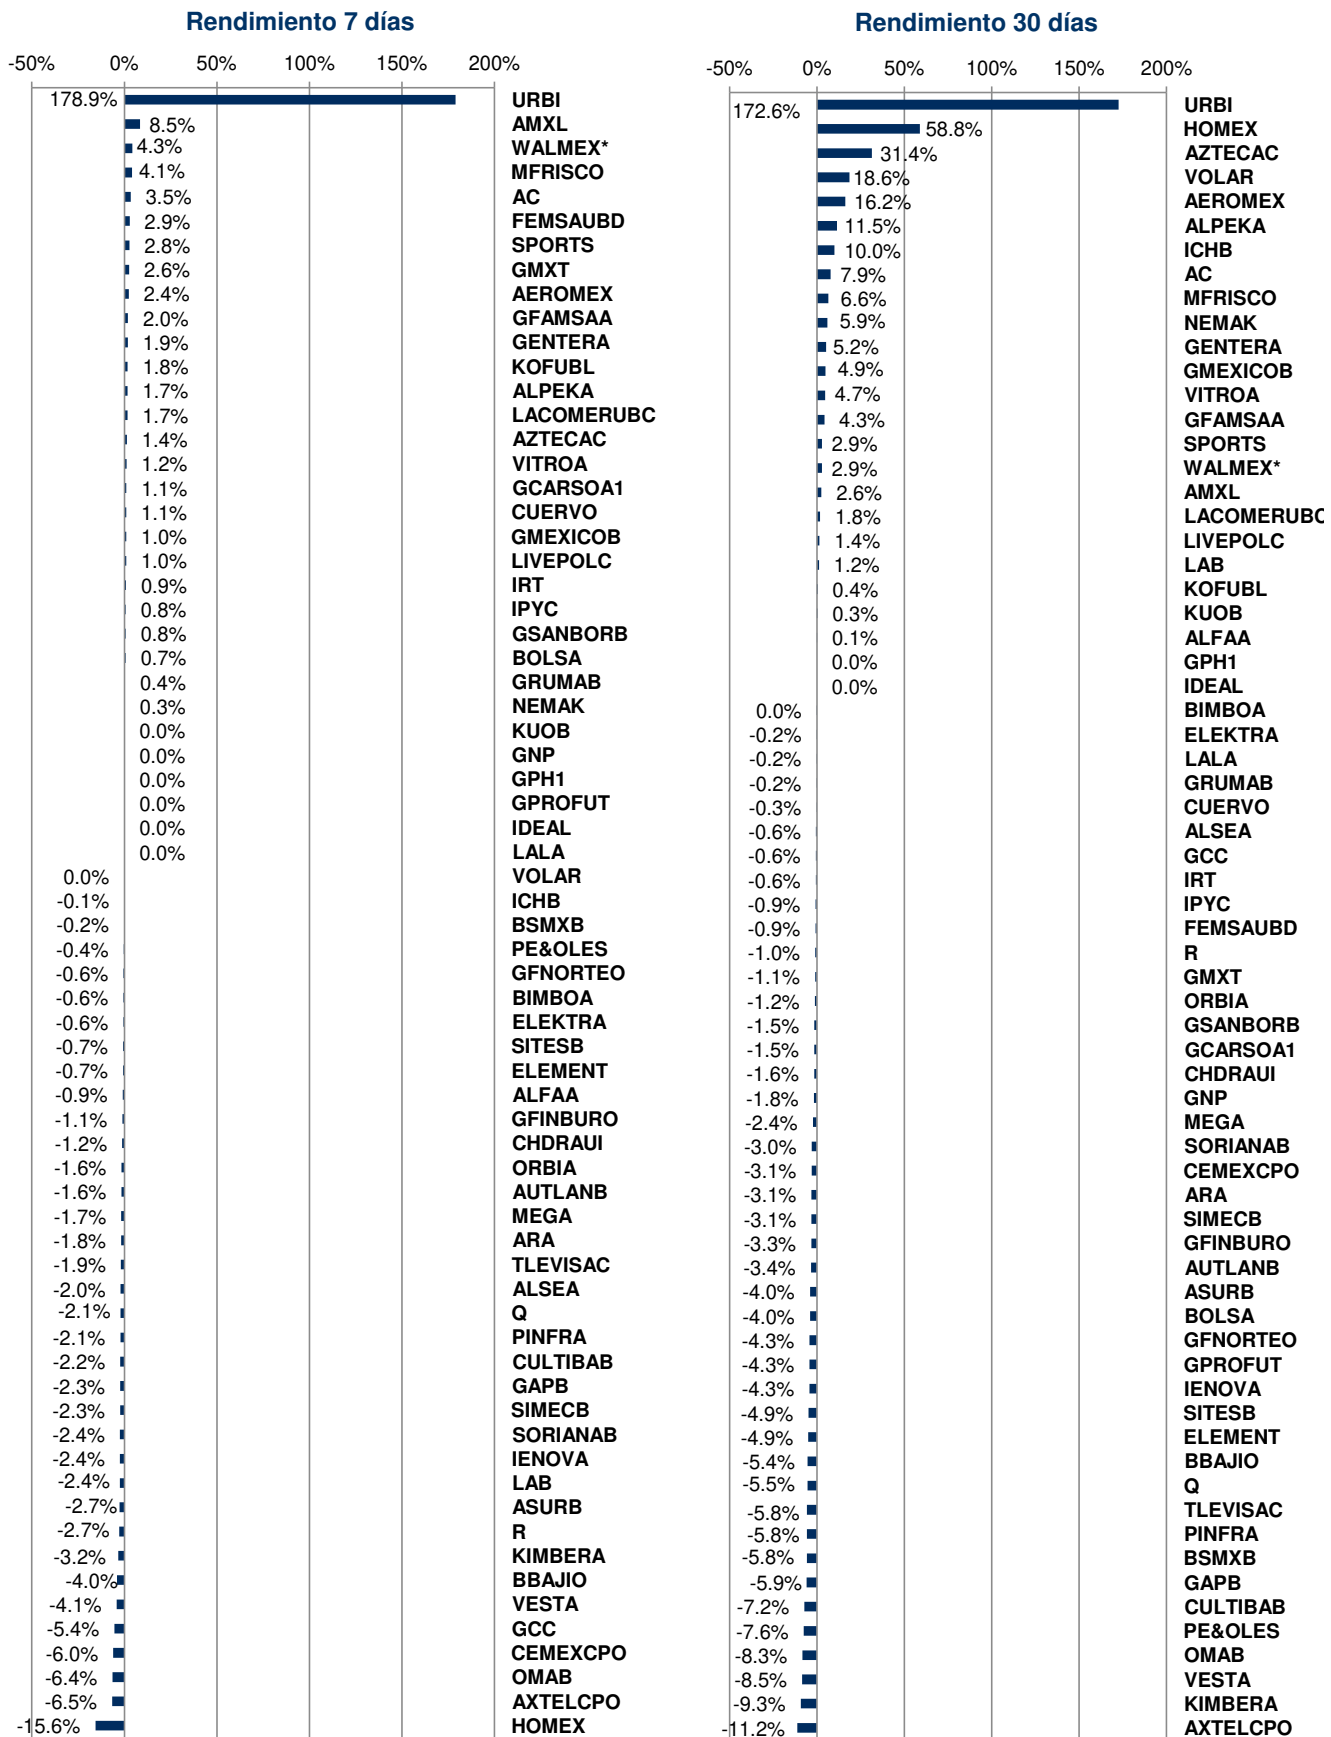 Rendimiento 7 días
-50% 0% 50% 100% 150% 200%
178.9% URBI
8.5% AMXL
4.3% WALMEX*
4.1% MFRISCO
3.5% AC
2.9% FEMSAUBD
2.8% SPORTS
2.6% GMXT
2.4% AEROMEX
2.0% GFAMSAA
1.9% GENTERA
1.8% KOFUBL
1.7% ALPEKA
1.7% LACOMERUBC
1.4% AZTECAC
1.2% VITROA
1.1% GCARSOA1
1.1% CUERVO
1.0% GMEXICOB
1.0% LIVEPOLC
0.9% IRT
0.8% IPYC
0.8% GSANBORB
0.7% BOLSA
0.4% GRUMAB
0.3% NEMAK
0.0% KUOB
0.0% GNP
0.0% GPH1
0.0% GPROFUT
0.0% IDEAL
0.0% LALA
0.0% VOLAR
-0.1% ICHB
-0.2% BSMXB
-0.4% PE&OLES
-0.6% GFNORTEO
-0.6% BIMBOA
-0.6% ELEKTRA
-0.7% SITESB
-0.7% ELEMENT
-0.9% ALFAA
-1.1% GFINBURO
-1.2% CHDRAUI
-1.6% ORBIA
-1.6% AUTLANB
-1.7% MEGA
-1.8% ARA
-1.9% TLEVISAC
-2.0% ALSEA
-2.1% Q
-2.1% PINFRA
-2.2% CULTIBAB
-2.3% GAPB
-2.3% SIMECB
-2.4% SORIANAB
-2.4% IENOVA
-2.4% LAB
-2.7% ASURB
-2.7% R
-3.2% KIMBERA
-4.0% BBAJIO
-4.1% VESTA
-5.4% GCC
-6.0% CEMEXCPO
-6.4% OMAB
-6.5% AXTELCPO
-15.6% HOMEX
Rendimiento 30 días
-50% 0% 50% 100% 150% 200%
172.6% URBI
58.8% HOMEX
31.4% AZTECAC
18.6% VOLAR
16.2% AEROMEX
11.5% ALPEKA
10.0% ICHB
7.9% AC
6.6% MFRISCO
5.9% NEMAK
5.2% GENTERA
4.9% GMEXICOB
4.7% VITROA
4.3% GFAMSAA
2.9% SPORTS
2.9% WALMEX*
2.6% AMXL
1.8% LACOMERUBC
1.4% LIVEPOLC
1.2% LAB
0.4% KOFUBL
0.3% KUOB
0.1% ALFAA
0.0% GPH1
0.0% IDEAL
0.0% BIMBOA
-0.2% ELEKTRA
-0.2% LALA
-0.2% GRUMAB
-0.3% CUERVO
-0.6% ALSEA
-0.6% GCC
-0.6% IRT
-0.9% IPYC
-0.9% FEMSAUBD
-1.0% R
-1.1% GMXT
-1.2% ORBIA
-1.5% GSANBORB
-1.5% GCARSOA1
-1.6% CHDRAUI
-1.8% GNP
-2.4% MEGA
-3.0% SORIANAB
-3.1% CEMEXCPO
-3.1% ARA
-3.1% SIMECB
-3.3% GFINBURO
-3.4% AUTLANB
-4.0% ASURB
-4.0% BOLSA
-4.3% GFNORTEO
-4.3% GPROFUT
-4.3% IENOVA
-4.9% SITESB
-4.9% ELEMENT
-5.4% BBAJIO
-5.5% Q
-5.8% TLEVISAC
-5.8% PINFRA
-5.8% BSMXB
-5.9% GAPB
-7.2% CULTIBAB
-7.6% PE&OLES
-8.3% OMAB
-8.5% VESTA
-9.3% KIMBERA
-11.2% AXTELCPO